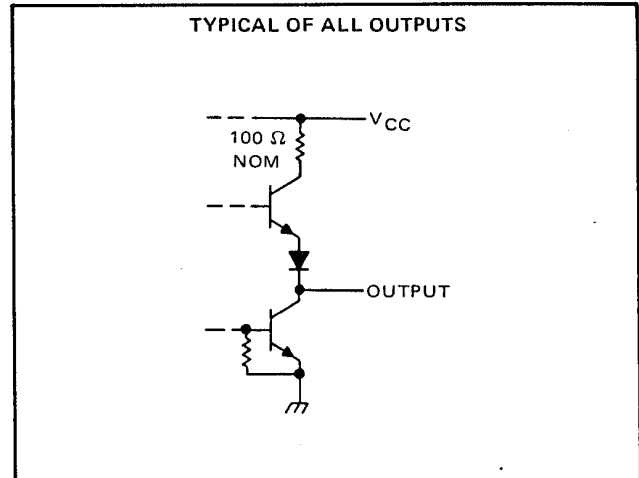 TYPICAL OF ALL OUTPUTS
VCC
100 Ω
NOM
OUTPUT